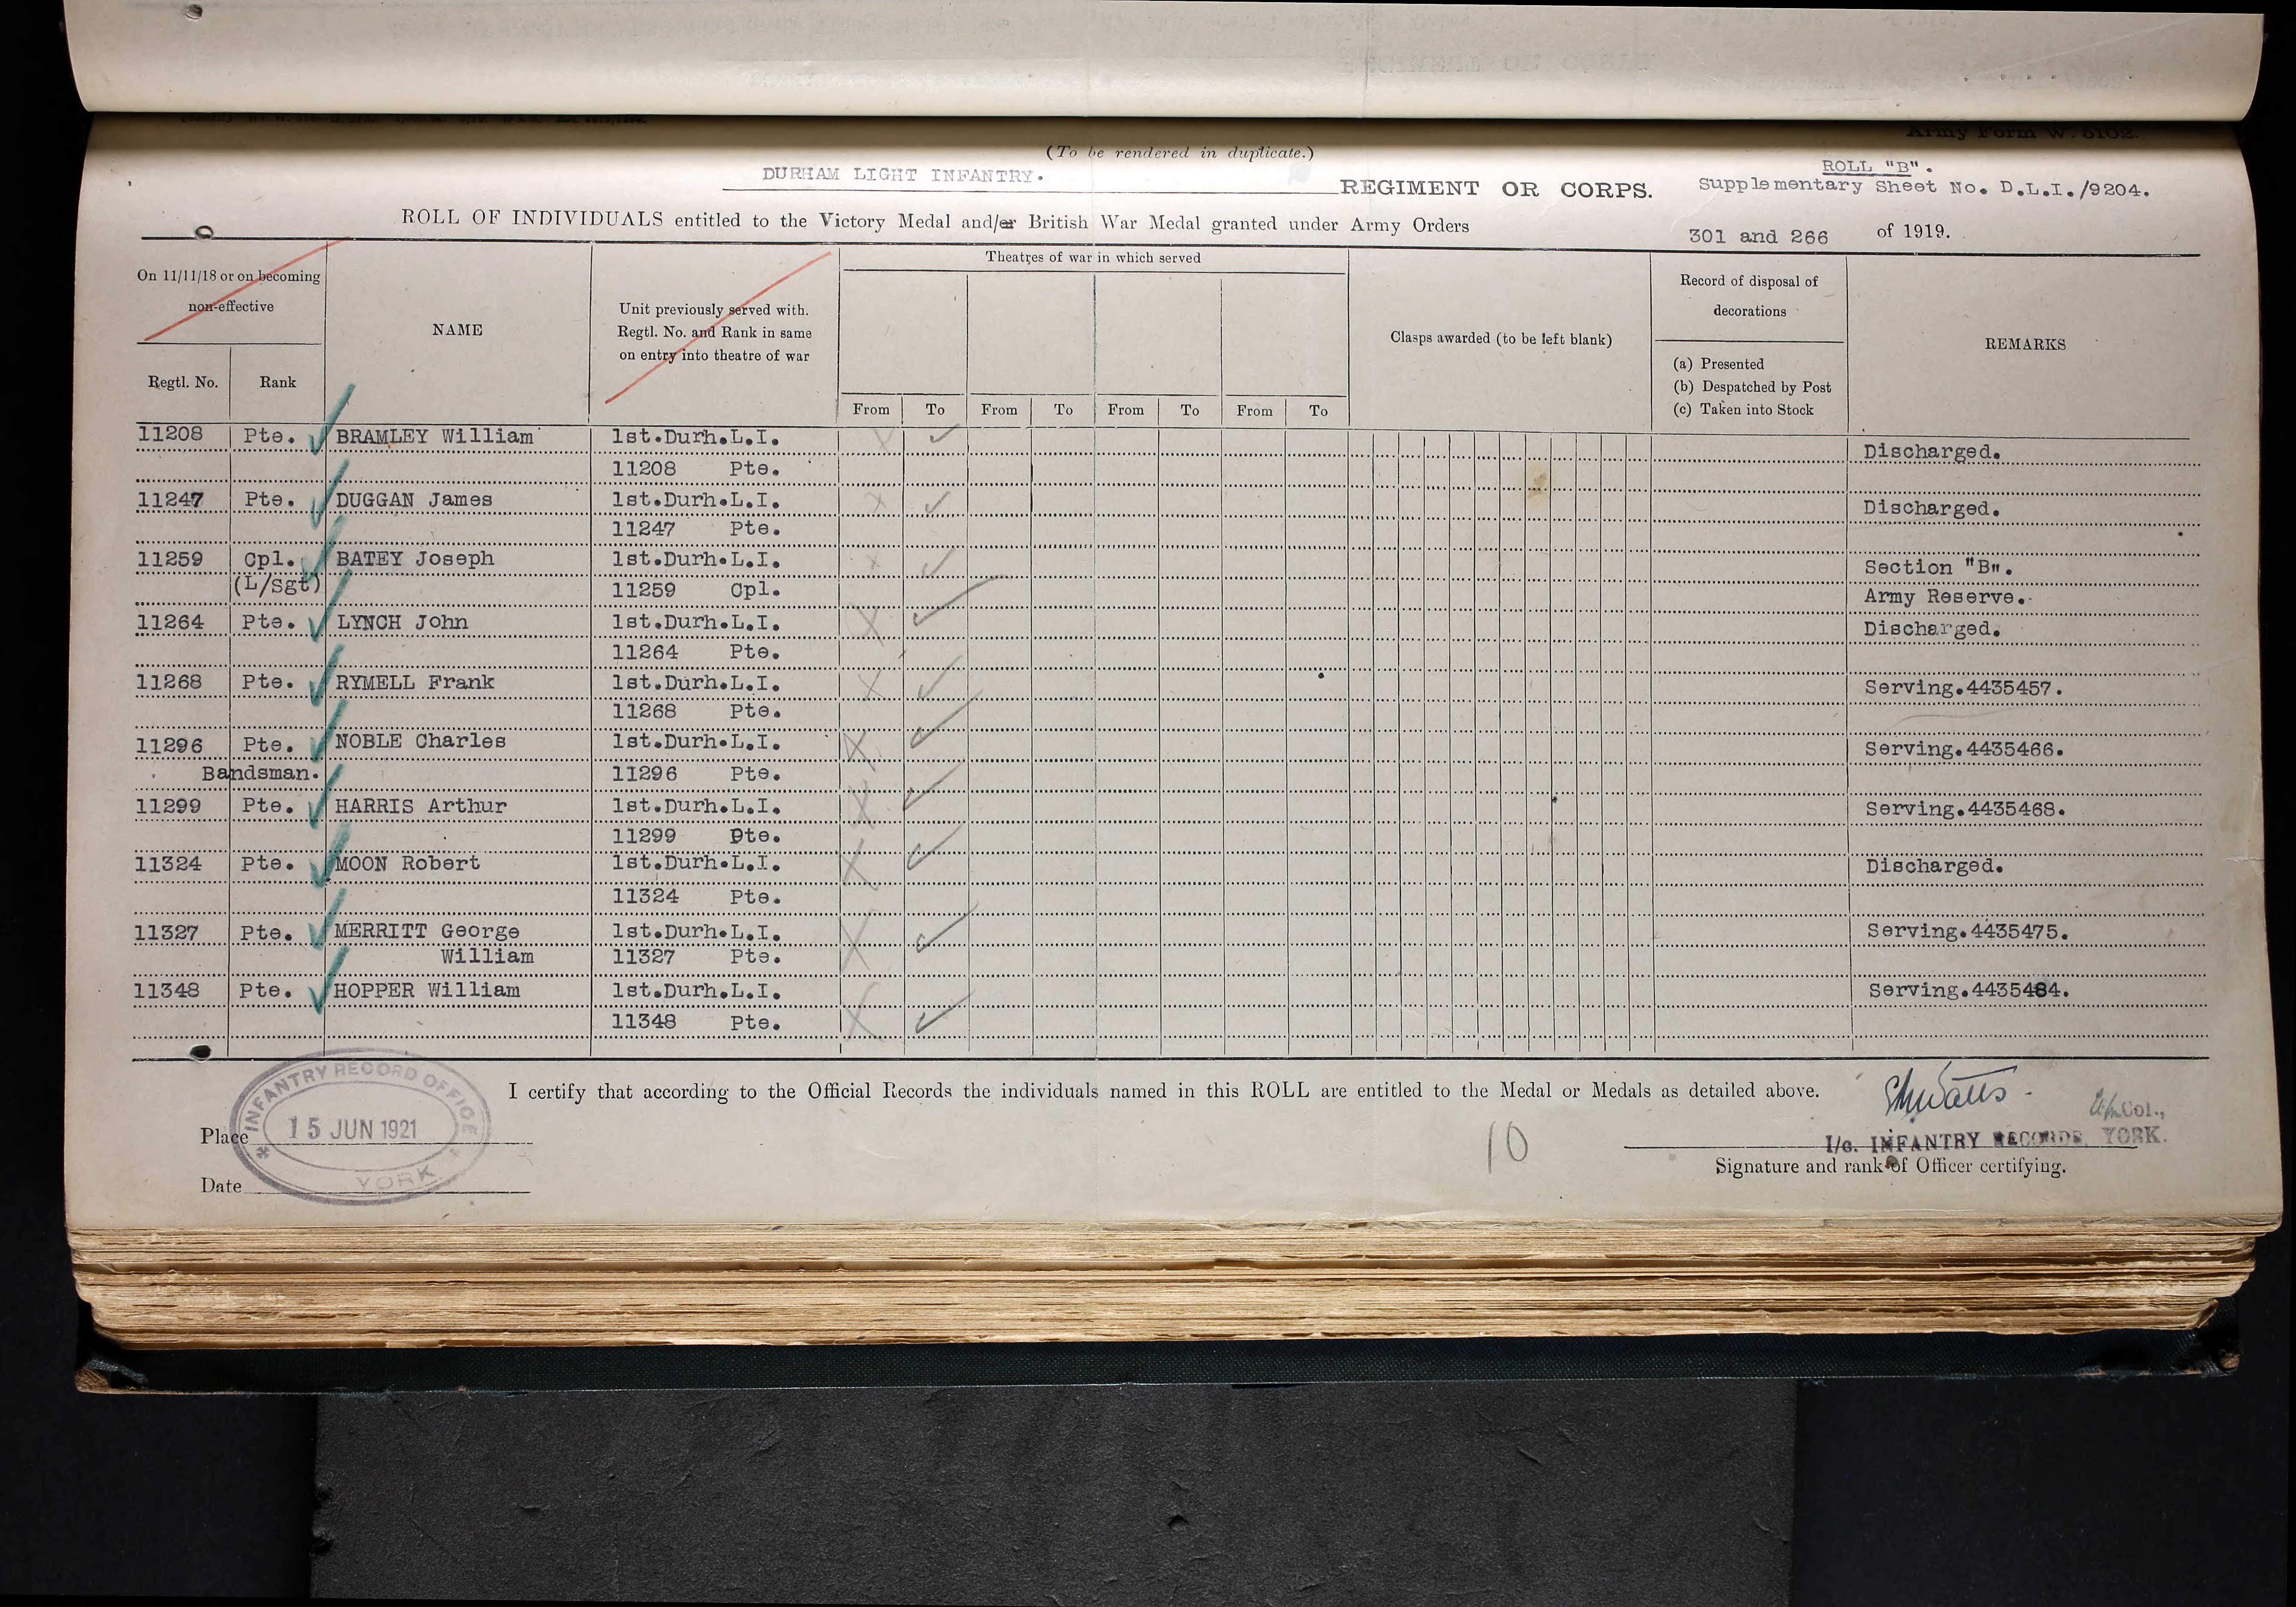 Army Form W. 5102.
(To be rendered in duplicate.)
ROLL "B".
DURHAM LIGHT INFANTRY. REGIMENT OR CORPS. Supplementary Sheet No. D.L.I./9204.
ROLL OF INDIVIDUALS entitled to the Victory Medal and/or British War Medal granted under Army Orders 301 and 266 of 1919.
On 11/11/18 or on becoming
non-effective
Regtl. No. Rank
NAME
Unit previously served with.
Regtl. No. and Rank in same
on entry into theatre of war
Theatres of war in which served
From To From To From To From To
Clasps awarded (to be left blank)
Record of disposal of
decorations
(a) Presented
(b) Despatched by Post
(c) Taken into Stock
REMARKS
11208 Pte. BRAMLEY William 1st.Durh.L.I. Discharged.
11208 Pte.
11247 Pte. DUGGAN James 1st.Durh.L.I. Discharged.
11247 Pte.
11259 Cpl. BATEY Joseph 1st.Durh.L.I. Section "B".
(L/Sgt) 11259 Cpl. Army Reserve.
11264 Pte. LYNCH John 1st.Durh.L.I. Discharged.
11264 Pte.
11268 Pte. RYMELL Frank 1st.Durh.L.I. Serving.4435457.
11268 Pte.
11296 Pte. NOBLE Charles 1st.Durh.L.I. Serving.4435466.
Bandsman. 11296 Pte.
11299 Pte. HARRIS Arthur 1st.Durh.L.I. Serving.4435468.
11299 Pte.
11324 Pte. MOON Robert 1st.Durh.L.I. Discharged.
11324 Pte.
11327 Pte. MERRITT George 1st.Durh.L.I. Serving.4435475.
William 11327 Pte.
11348 Pte. HOPPER William 1st.Durh.L.I. Serving.4435484.
11348 Pte.
I certify that according to the Official Records the individuals named in this ROLL are entitled to the Medal or Medals as detailed above.
INFANTRY RECORD OFFICE
15 JUN 1921
YORK
Col.,
Place
10
I/c. INFANTRY RECORDS, YORK.
Signature and rank of Officer certifying.
Date